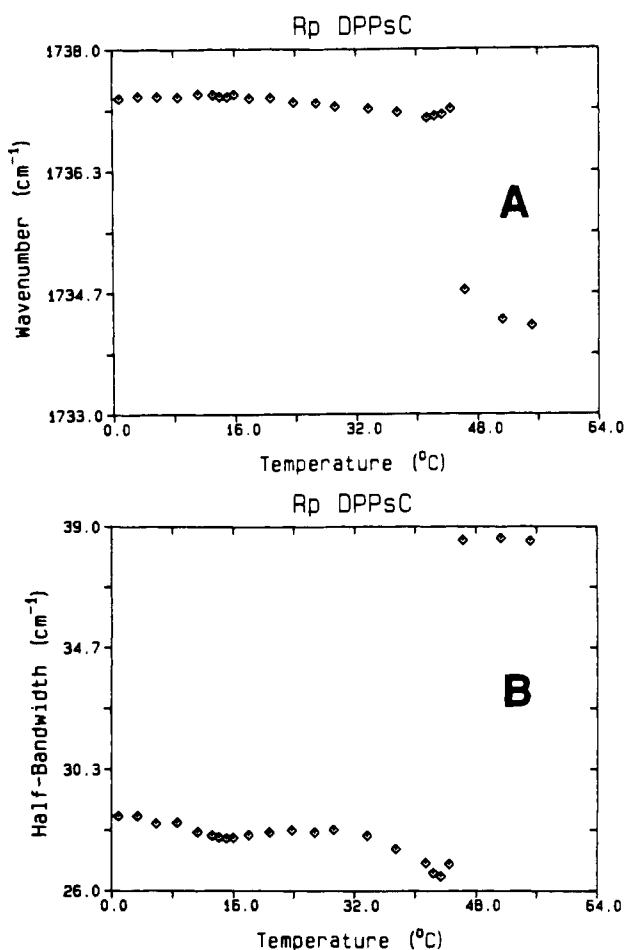 Rp DPPsC
1738.0
1736.3
1734.7
1733.0
Wavenumber (cm⁻¹)
A
0.0 16.0 32.0 48.0 64.0
Temperature (°C)
Rp DPPsC
39.0
34.7
30.3
26.0
Half-Bandwidth (cm⁻¹)
B
0.0 16.0 32.0 48.0 64.0
Temperature (°C)